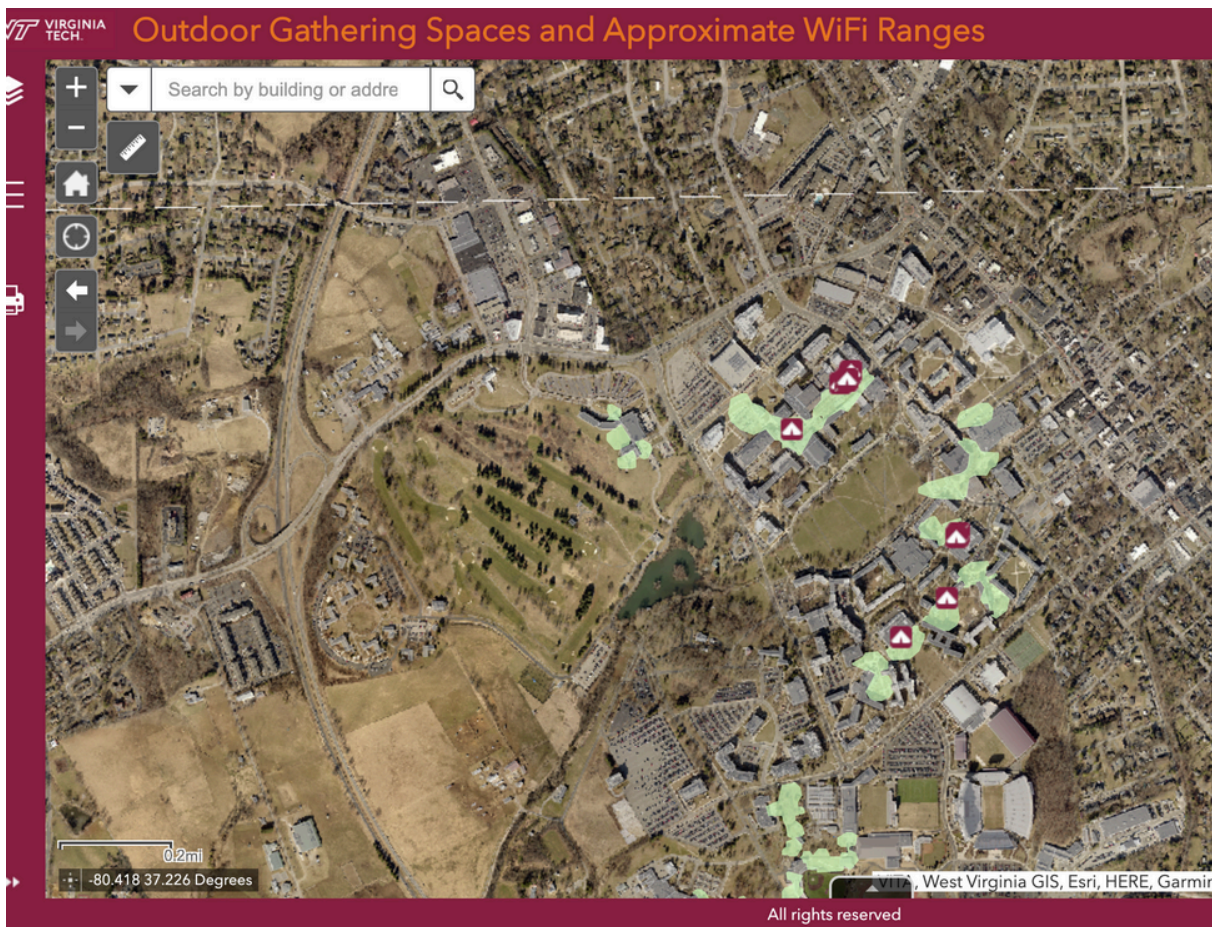 VT VIRGINIA
TECH.
Outdoor Gathering Spaces and Approximate WiFi Ranges
+
Search by building or addre
−
0.2mi
-80.418 37.226 Degrees
VITA, West Virginia GIS, Esri, HERE, Garmin
All rights reserved